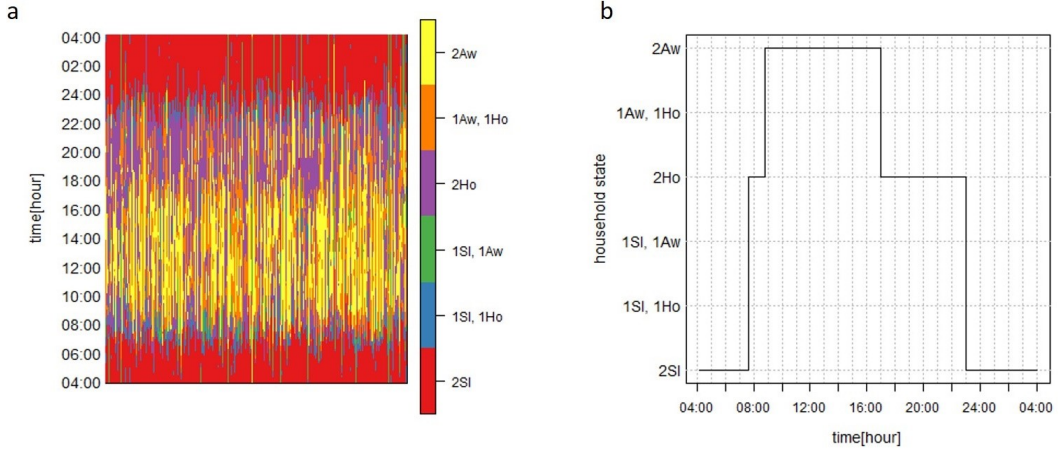 a
04:00
02:00
24:00
22:00
20:00
18:00
16:00
14:00
12:00
10:00
08:00
06:00
04:00
time[hour]
2Aw
1Aw, 1Ho
2Ho
1Sl, 1Aw
1Sl, 1Ho
2Sl
b
2Aw
1Aw, 1Ho
2Ho
1Sl, 1Aw
1Sl, 1Ho
2Sl
household state
04:00 08:00 12:00 16:00 20:00 24:00 04:00
time[hour]